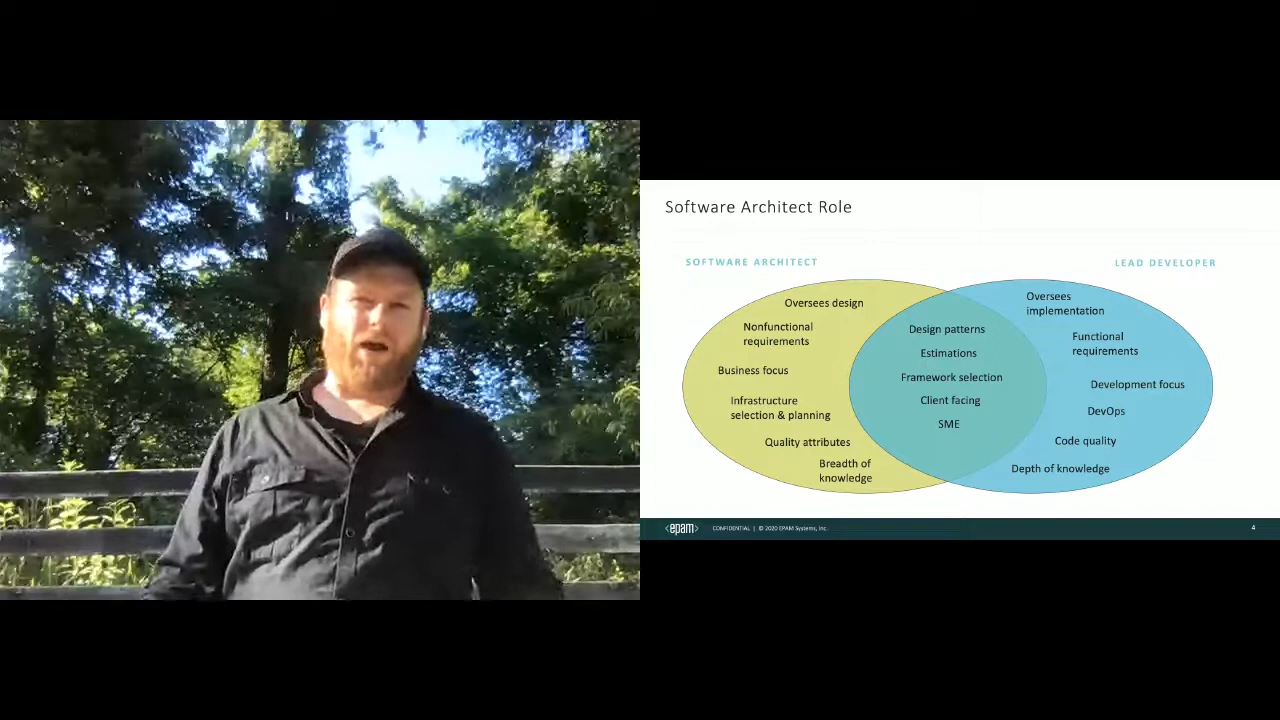 Software Architect Role
SOFTWARE ARCHITECT
LEAD DEVELOPER
Oversees design
Nonfunctional
requirements
Business focus
Infrastructure
selection & planning
Quality attributes
Breadth of
knowledge
Design patterns
Estimations
Framework selection
Client facing
SME
Oversees
implementation
Functional
requirements
Development focus
DevOps
Code quality
Depth of knowledge
<epam> CONFIDENTIAL | © 2020 EPAM Systems, Inc. 4